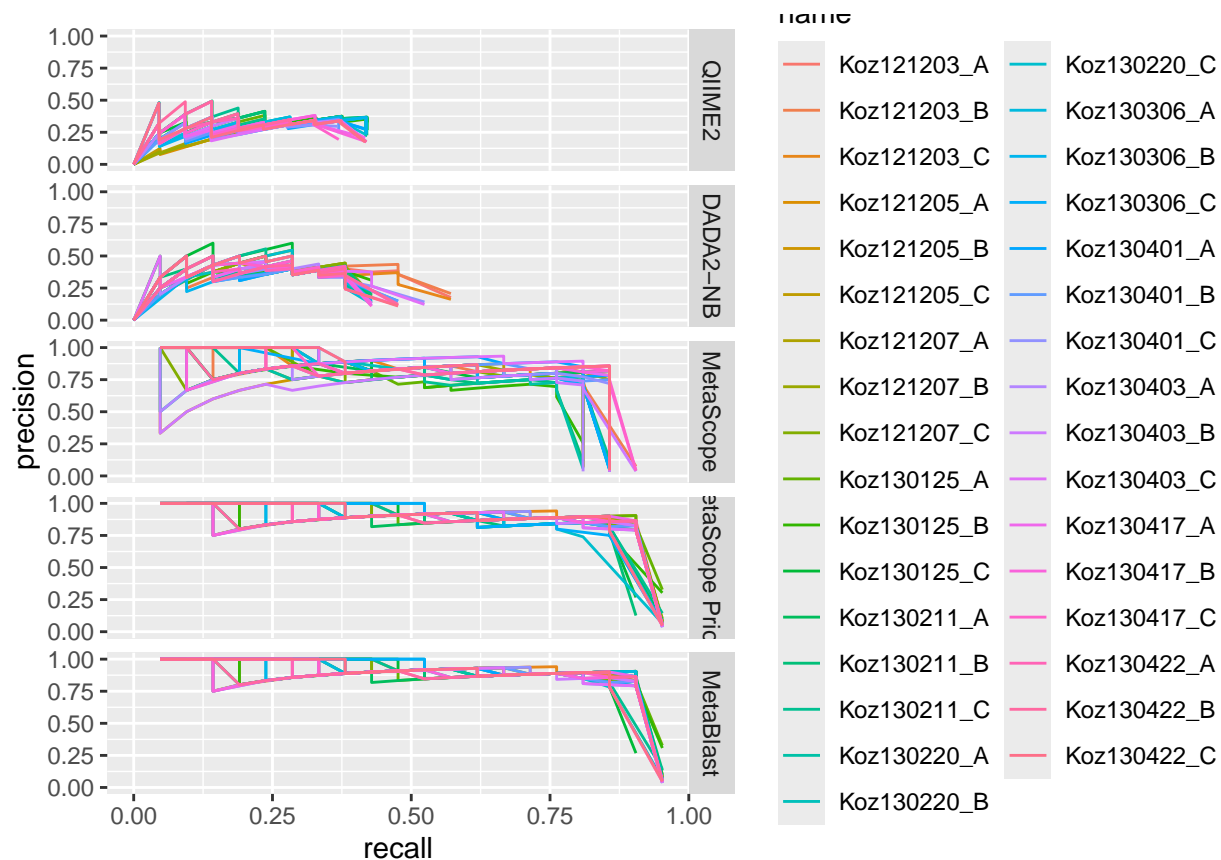 name
1.00
0.75
0.50
0.25
0.00
QIIME2
1.00
0.75
0.50
0.25
0.00
DADA2−NB
1.00
0.75
0.50
0.25
0.00
MetaScope
1.00
0.75
0.50
0.25
0.00
etaScope Pric
1.00
0.75
0.50
0.25
0.00
MetaBlast
precision
0.00 0.25 0.50 0.75 1.00
recall
Koz121203_A
Koz121203_B
Koz121203_C
Koz121205_A
Koz121205_B
Koz121205_C
Koz121207_A
Koz121207_B
Koz121207_C
Koz130125_A
Koz130125_B
Koz130125_C
Koz130211_A
Koz130211_B
Koz130211_C
Koz130220_A
Koz130220_B
Koz130220_C
Koz130306_A
Koz130306_B
Koz130306_C
Koz130401_A
Koz130401_B
Koz130401_C
Koz130403_A
Koz130403_B
Koz130403_C
Koz130417_A
Koz130417_B
Koz130417_C
Koz130422_A
Koz130422_B
Koz130422_C